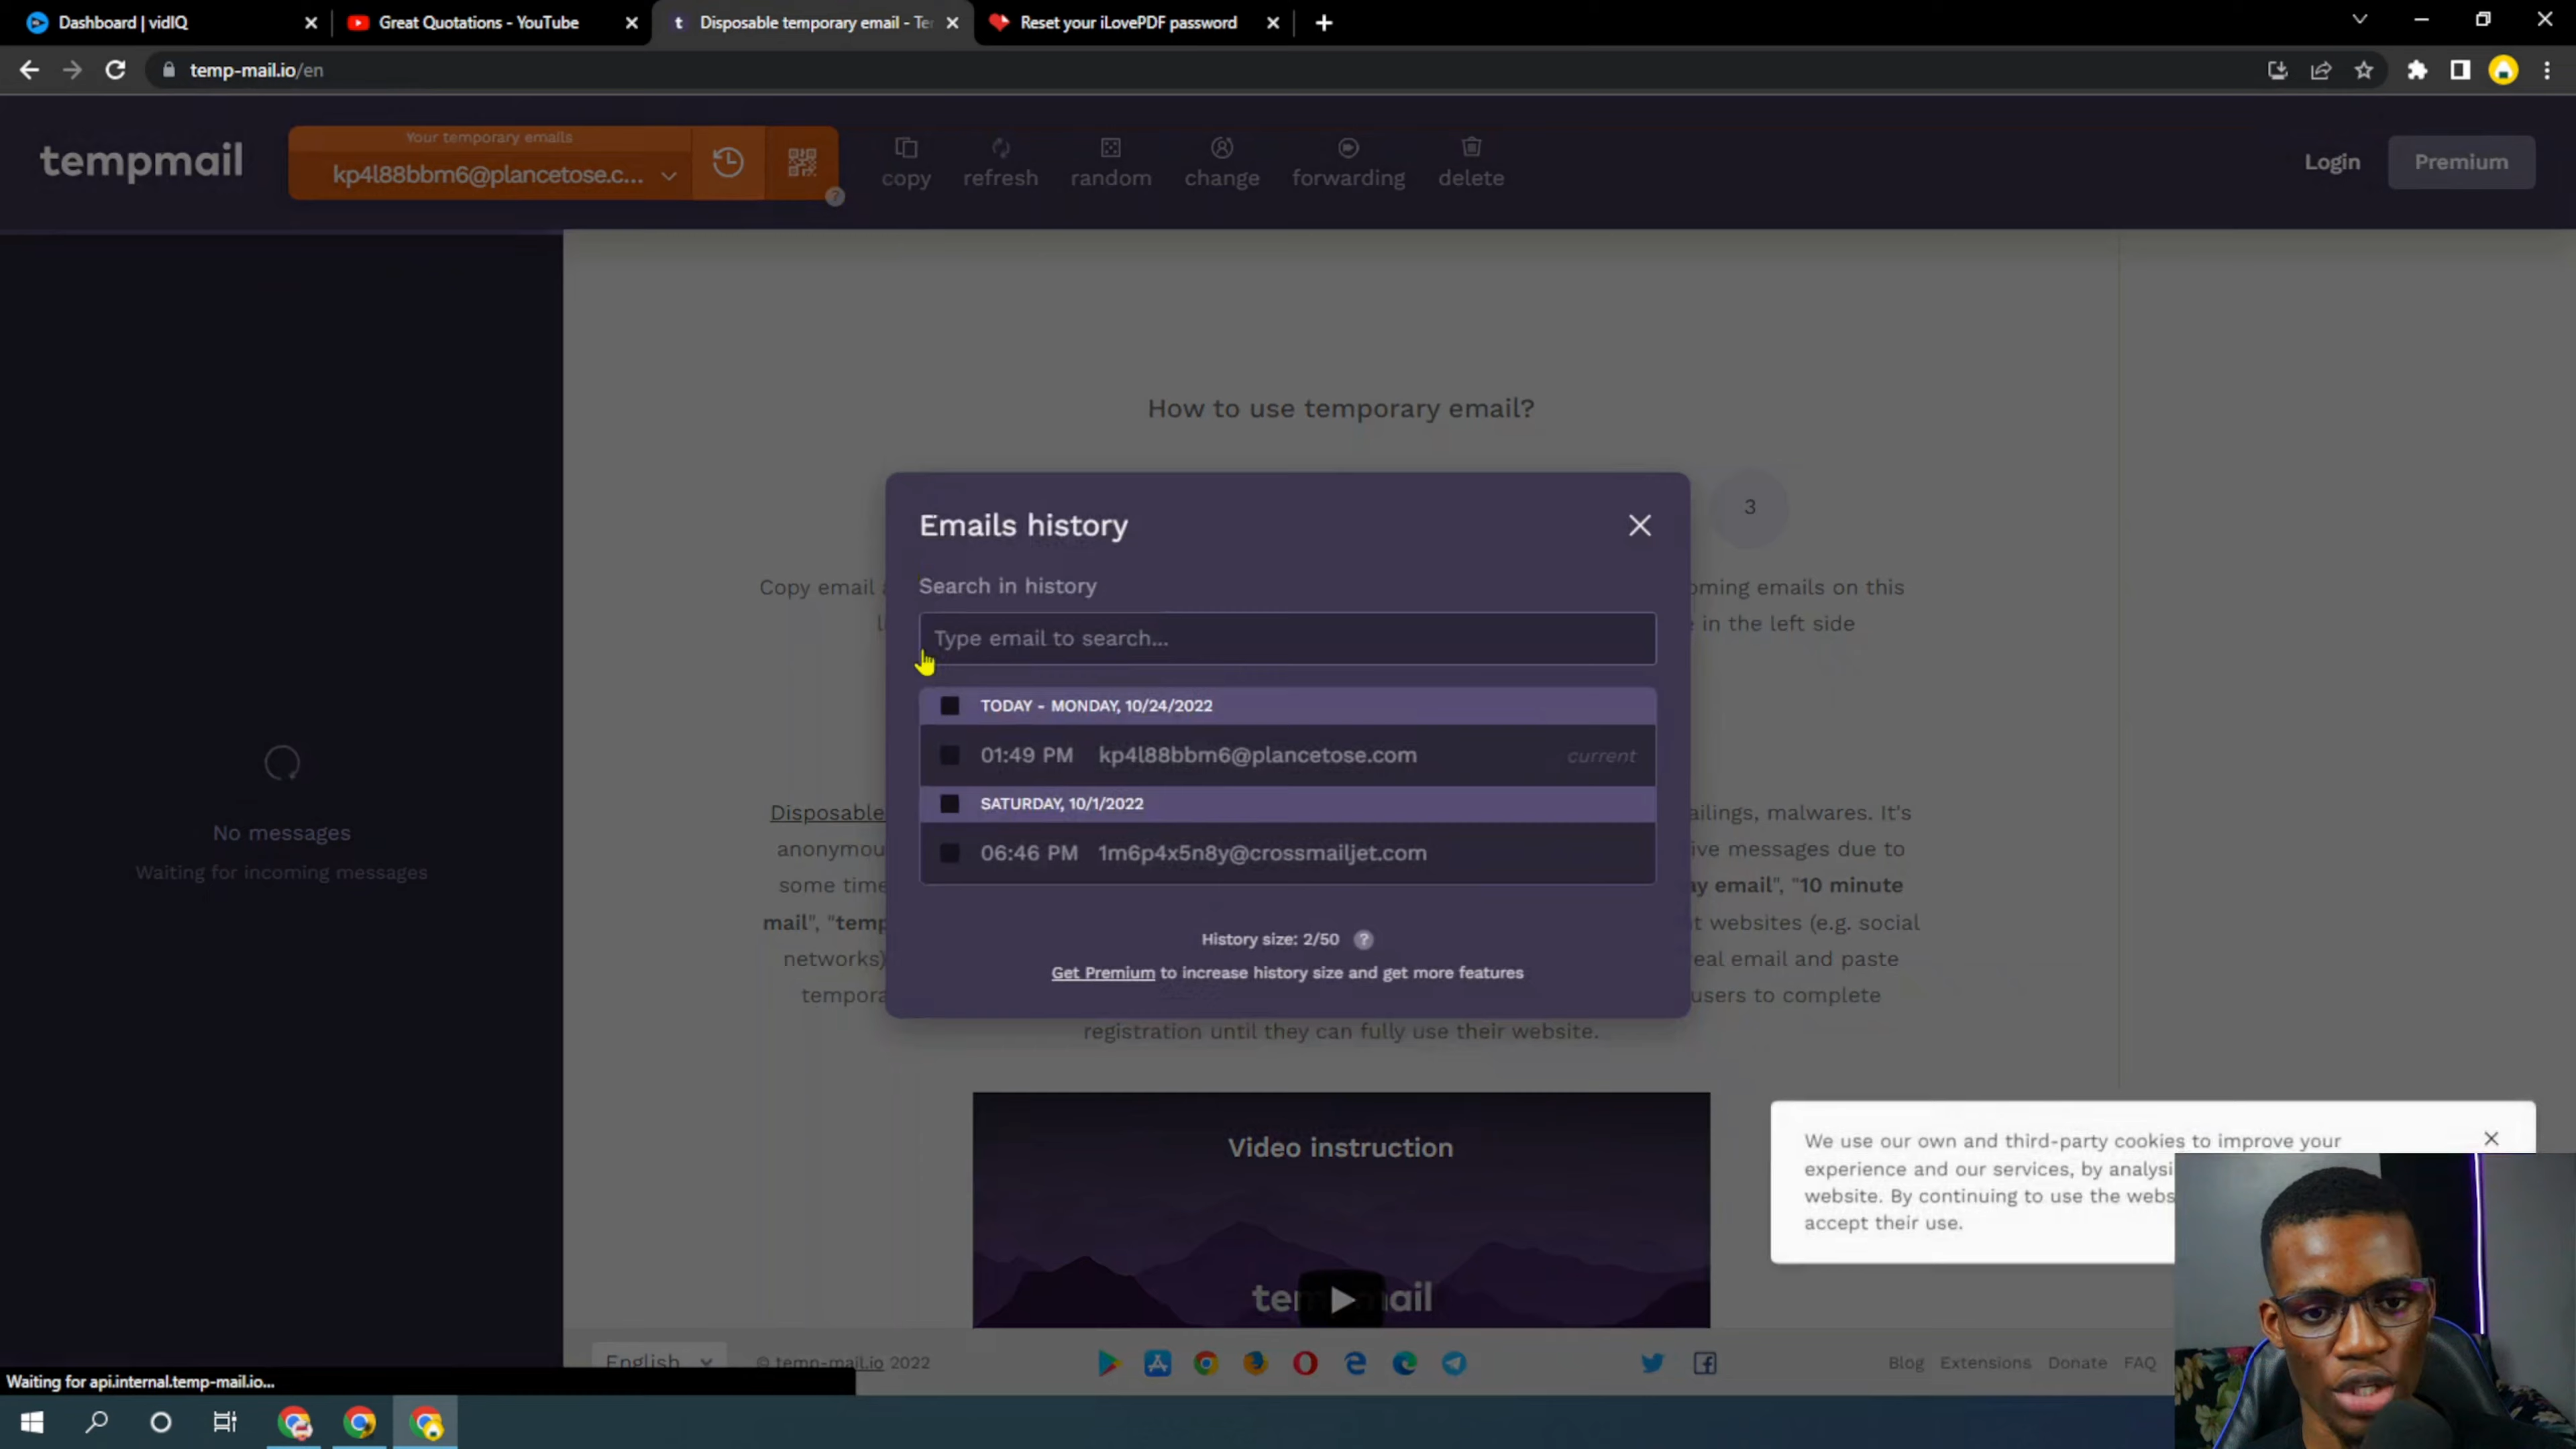 Dashboard | vidIQ
Great Quotations - YouTube
Disposable temporary email - Te
Reset your iLovePDF password
temp-mail.io/en
tempmail
Your temporary emails
kp4l88bbm6@plancetose.c...
copy
refresh
random
change
forwarding
delete
Login
Premium
How to use temporary email?
Emails history
3
Search in history
Copy email
oming emails on this
in the left side
Type email to search...
TODAY - MONDAY, 10/24/2022
01:49 PM kp4l88bbm6@plancetose.com current
SATURDAY, 10/1/2022
06:46 PM 1m6p4x5n8y@crossmailjet.com
No messages
Waiting for incoming messages
Disposable
ailings, malwares. It's
anonymou
ive messages due to
some time
ay email", "10 minute
mail", "temp
t websites (e.g. social
networks)
eal email and paste
tempora
users to complete
registration until they can fully use their website.
History size: 2/50 ?
Get Premium to increase history size and get more features
Video instruction
te
ail
We use our own and third-party cookies to improve your
experience and our services, by analysi
website. By continuing to use the webs
accept their use.
English
© temp-mail.io 2022
Blog Extensions Donate FAQ
Waiting for api.internal.temp-mail.io...